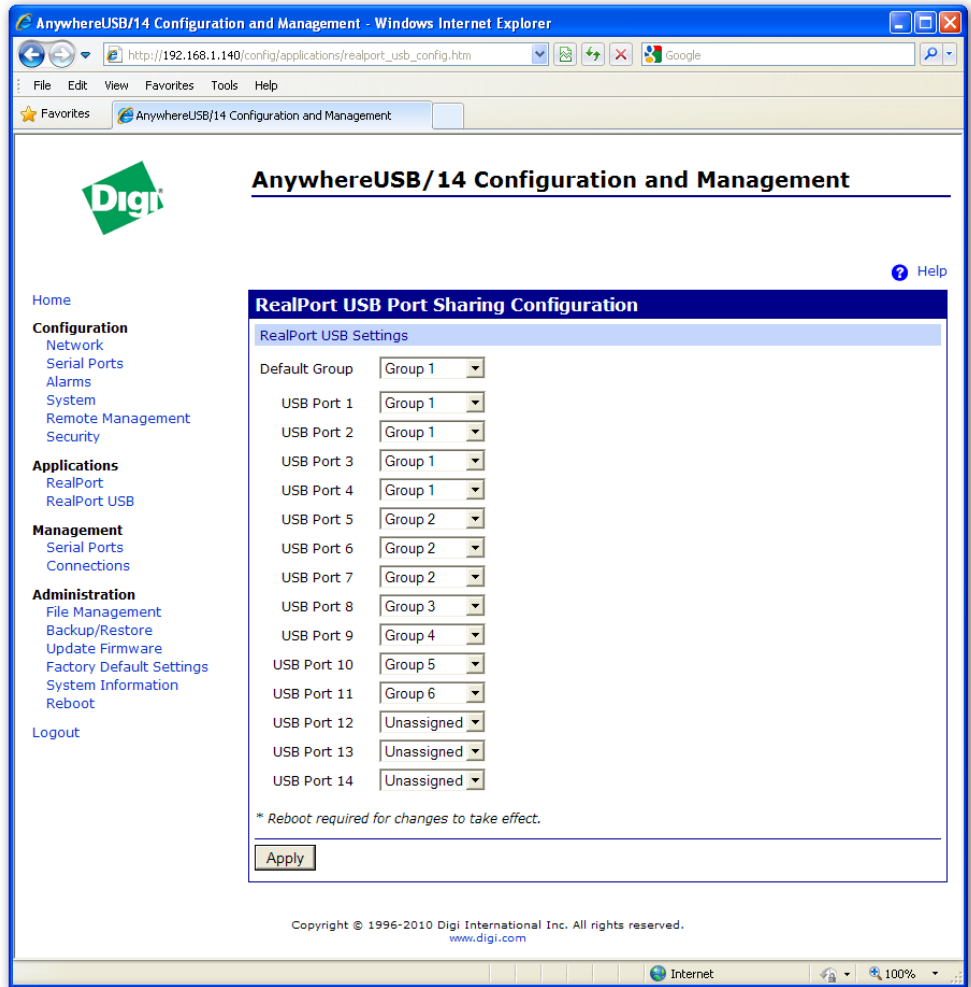 AnywhereUSB/14 Configuration and Management - Windows Internet Explorer
http://192.168.1.140/config/applications/realport_usb_config.htm
Google
File Edit View Favorites Tools Help
Favorites
AnywhereUSB/14 Configuration and Management
Digi
AnywhereUSB/14 Configuration and Management
? Help
Home
Configuration
Network
Serial Ports
Alarms
System
Remote Management
Security
Applications
RealPort
RealPort USB
Management
Serial Ports
Connections
Administration
File Management
Backup/Restore
Update Firmware
Factory Default Settings
System Information
Reboot
Logout
RealPort USB Port Sharing Configuration
RealPort USB Settings
Default Group Group 1
USB Port 1 Group 1
USB Port 2 Group 1
USB Port 3 Group 1
USB Port 4 Group 1
USB Port 5 Group 2
USB Port 6 Group 2
USB Port 7 Group 2
USB Port 8 Group 3
USB Port 9 Group 4
USB Port 10 Group 5
USB Port 11 Group 6
USB Port 12 Unassigned
USB Port 13 Unassigned
USB Port 14 Unassigned
* Reboot required for changes to take effect.
Apply
Copyright © 1996-2010 Digi International Inc. All rights reserved.
www.digi.com
Internet
100%